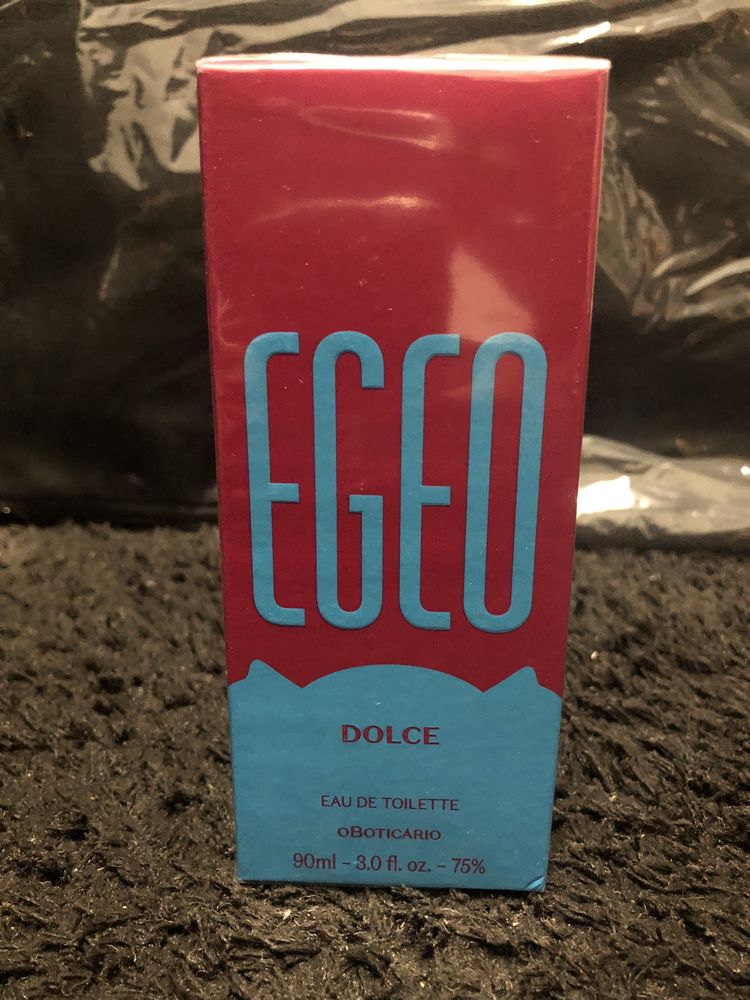 EGEO
DOLCE
EAU DE TOILETTE
oBOTICÁRIO
90ml - 3.0 fl. oz. - 75%